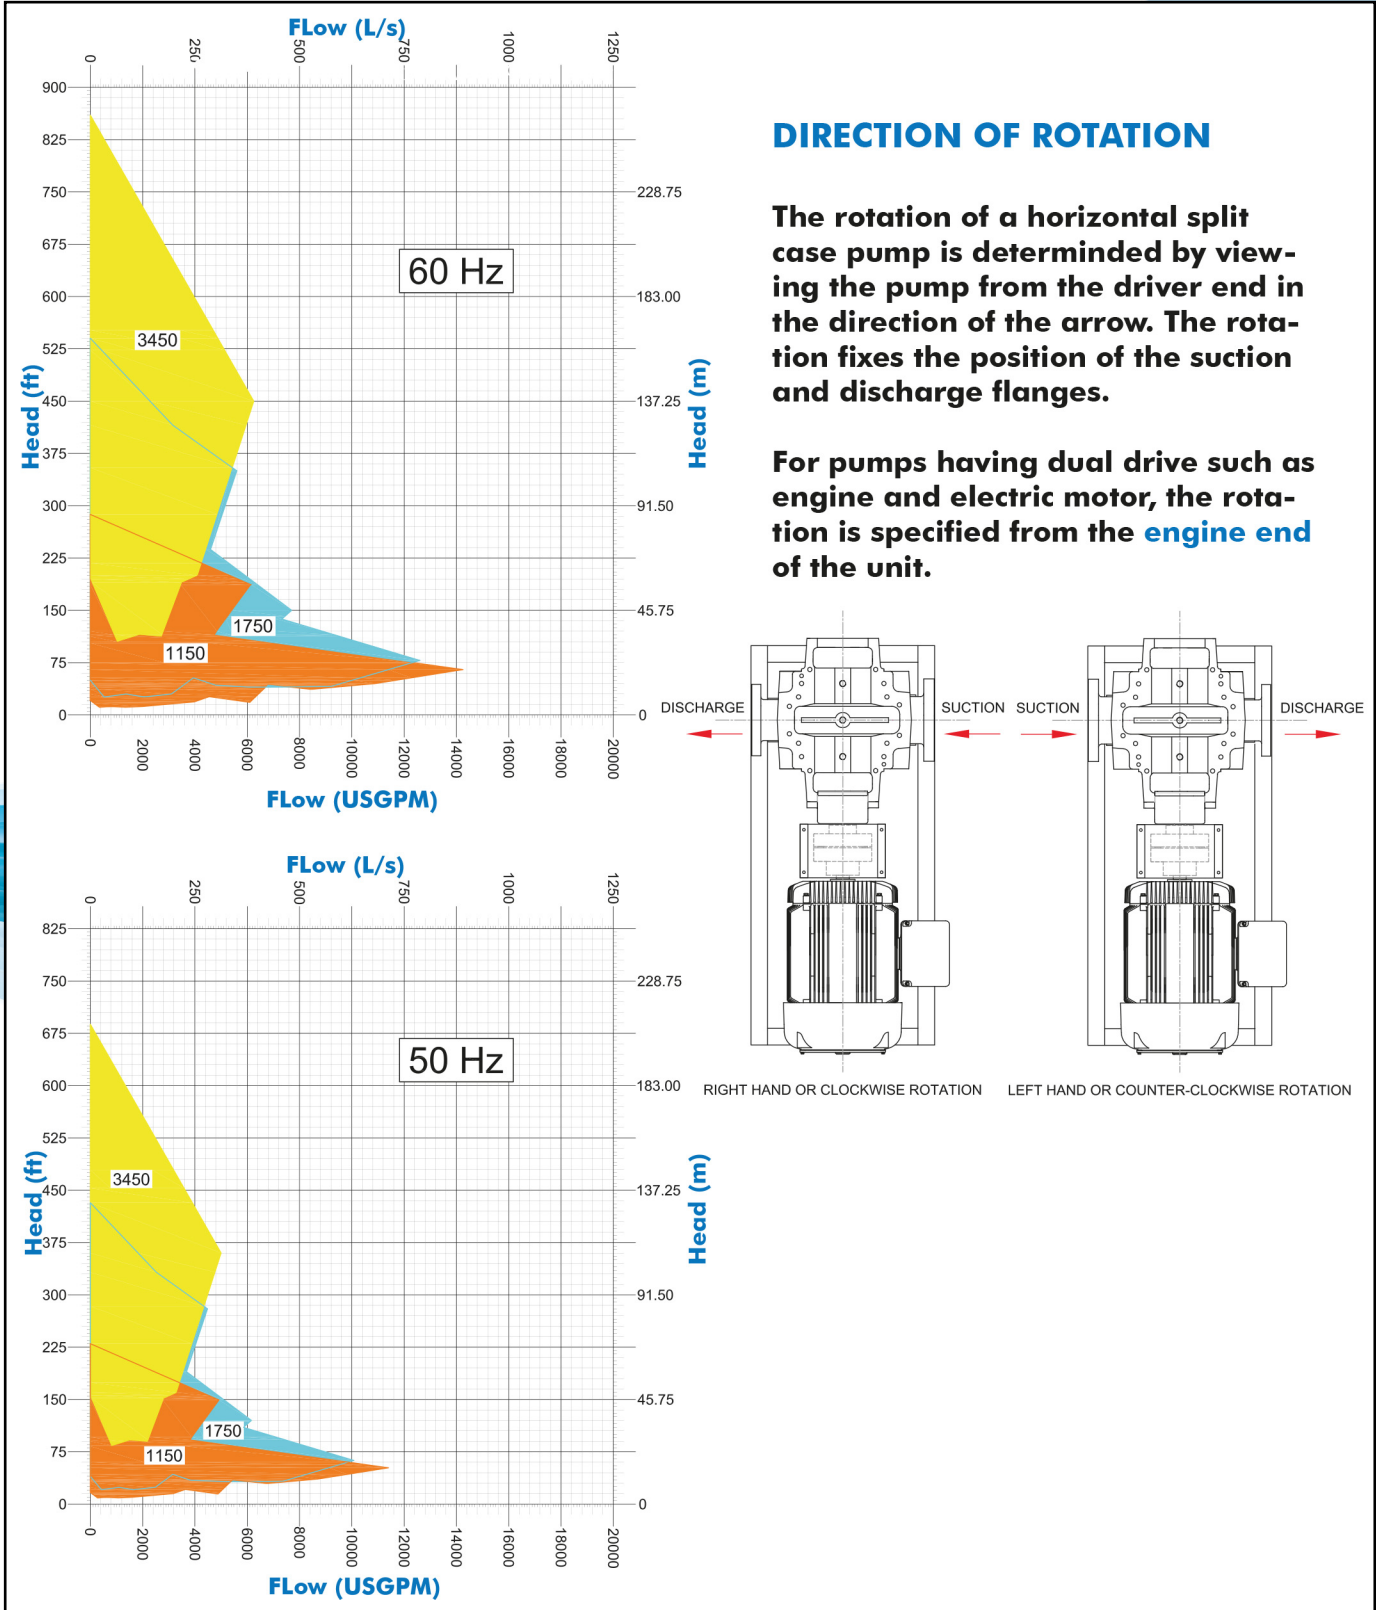 FLow (L/s)
0 250 500 750 1000 1250
900
825
750 228.75
675
60 Hz
600 183.00
3450
525
450 137.25
Head (ft) Head (m)
375
300 91.50
225
150 45.75
1750
1150
75
0 0
0 2000 4000 6000 8000 10000 12000 14000 16000 18000 20000
FLow (USGPM)
FLow (L/s)
0 250 500 750 1000 1250
825
750 228.75
675
50 Hz
600 183.00
525
3450
450 137.25
Head (ft) Head (m)
375
300 91.50
225
150 45.75
1750
1150
75
0 0
0 2000 4000 6000 8000 10000 12000 14000 16000 18000 20000
FLow (USGPM)
DIRECTION OF ROTATION
The rotation of a horizontal split
case pump is determinded by view-
ing the pump from the driver end in
the direction of the arrow. The rota-
tion fixes the position of the suction
and discharge flanges.
For pumps having dual drive such as
engine and electric motor, the rota-
tion is specified from the engine end
of the unit.
DISCHARGE SUCTION SUCTION DISCHARGE
RIGHT HAND OR CLOCKWISE ROTATION LEFT HAND OR COUNTER-CLOCKWISE ROTATION